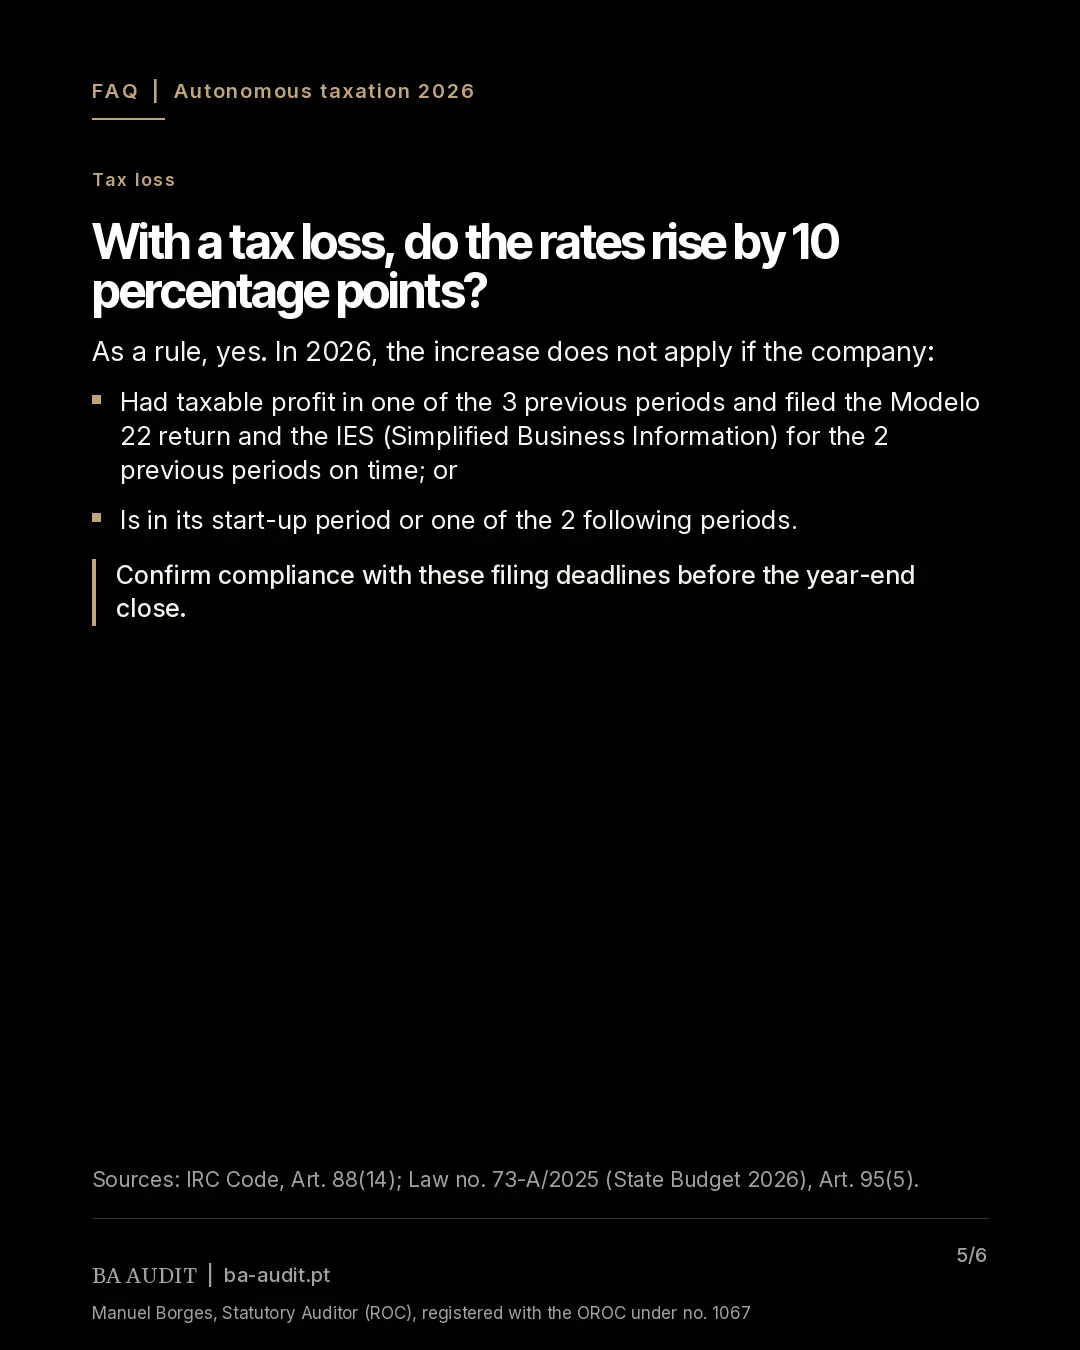 FAQ | Autonomous taxation 2026
Tax loss
With a tax loss, do the rates rise by 10
percentage points?
As a rule, yes. In 2026, the increase does not apply if the company:
Had taxable profit in one of the 3 previous periods and filed the Modelo
22 return and the IES (Simplified Business Information) for the 2
previous periods on time; or
Is in its start-up period or one of the 2 following periods.
Confirm compliance with these filing deadlines before the year-end
close.
Sources: IRC Code, Art. 88(14); Law no. 73-A/2025 (State Budget 2026), Art. 95(5).
5/6
BA AUDIT | ba-audit.pt
Manuel Borges, Statutory Auditor (ROC), registered with the OROC under no. 1067